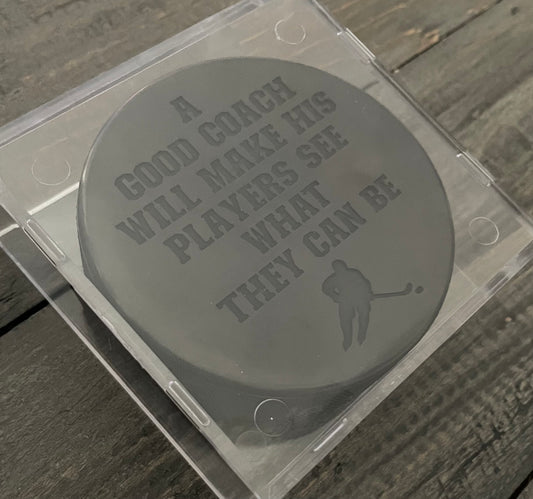 A
GOOD COACH
WILL MAKE HIS
PLAYERS SEE
WHAT
THEY CAN BE